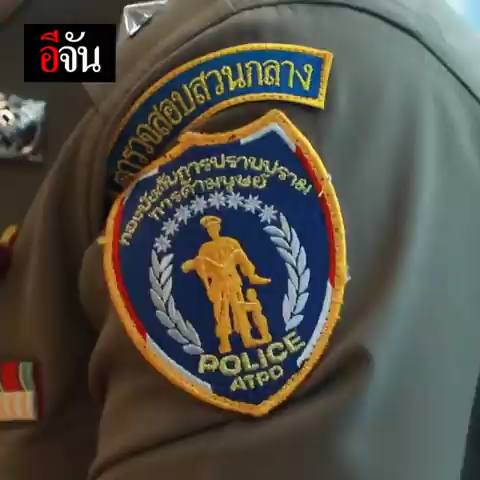 อีจัน
ตำรวจสอบสวนกลาง
กองบังคับการปราบปราม
การค้ามนุษย์
POLICE
ATPD